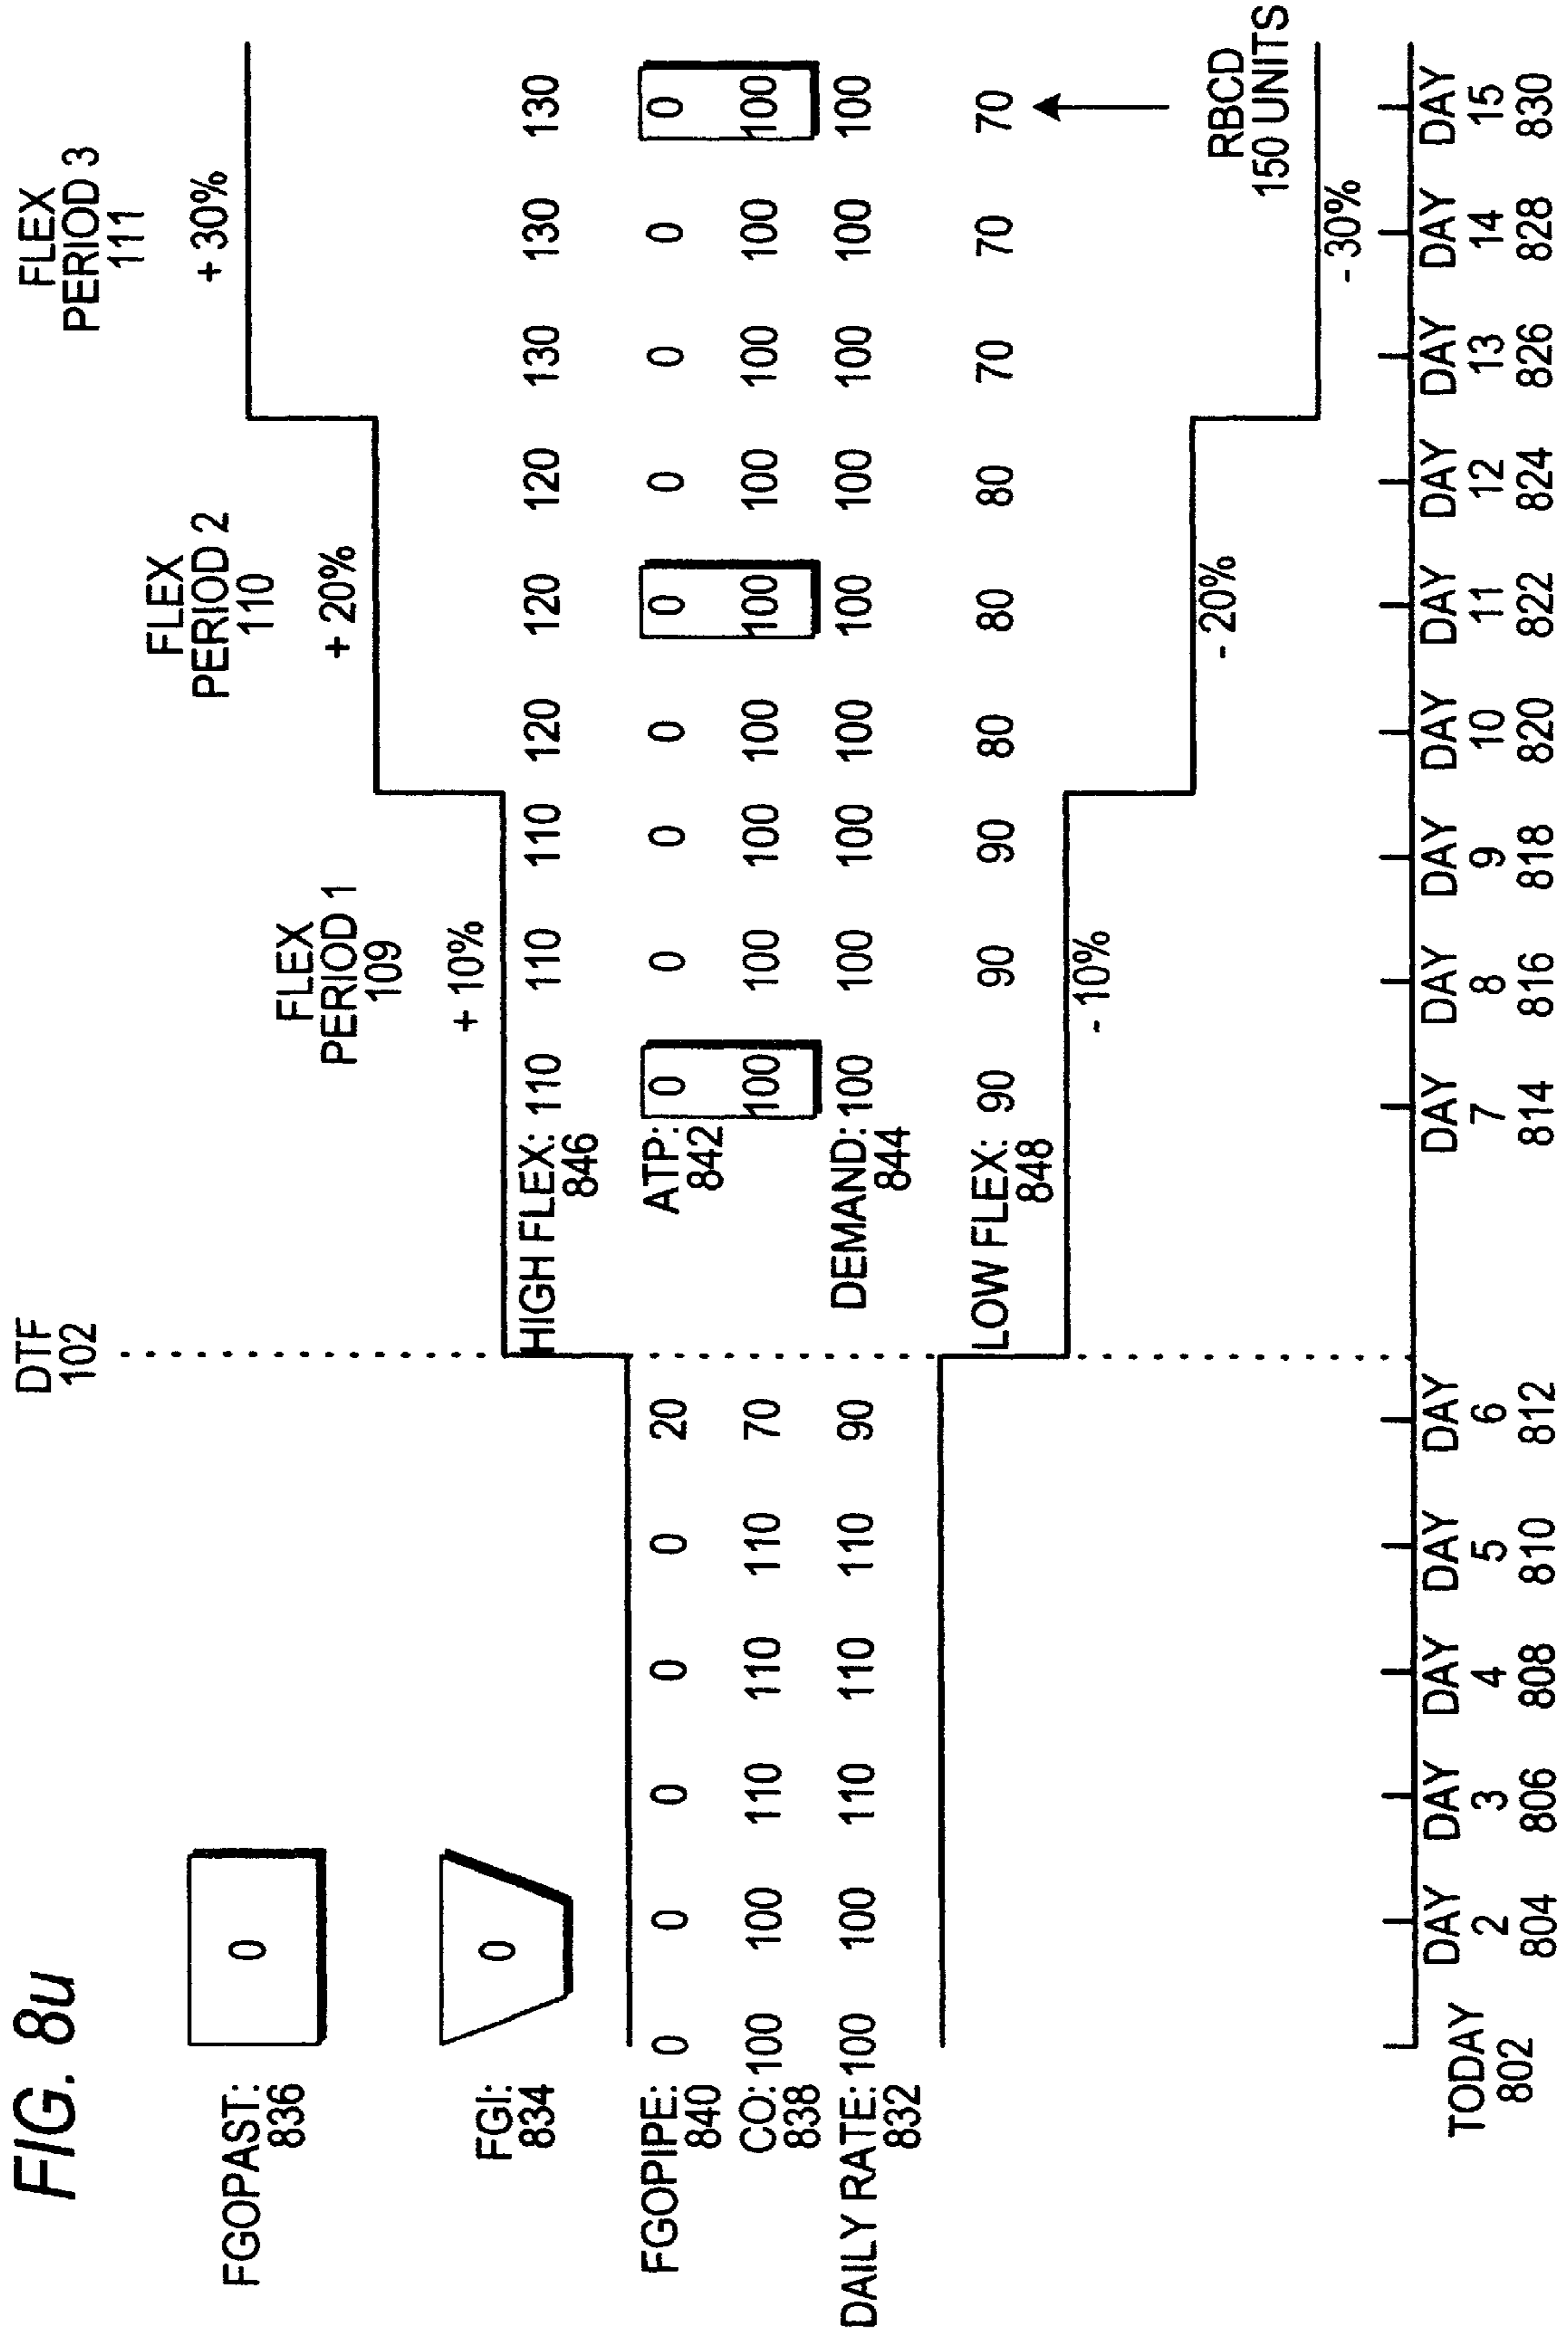 FIG. 8u
DTF
102
FLEX
PERIOD 1
109
+ 10%
FLEX
PERIOD 2
110
+ 20%
FLEX
PERIOD 3
111
+ 30%
FGOPAST:
836
0
FGI:
834
0
HIGH FLEX: 110 110 110 120 120 120 130 130 130
846
FGOPIPE: 0 0 0 0 0 20
840
ATP: 0 0 0 0 0 0 0 0 0
842
CO: 100 100 110 110 110 70 100 100 100 100 100 100 100 100 100
838
DAILY RATE: 100 100 110 110 110 90
832
DEMAND: 100 100 100 100 100 100 100 100 100
844
LOW FLEX: 90 90 90 80 80 80 70 70 70
848
- 10%
- 20%
- 30%
RBCD
150 UNITS
TODAY
802
DAY
2
804
DAY
3
806
DAY
4
808
DAY
5
810
DAY
6
812
DAY
7
814
DAY
8
816
DAY
9
818
DAY
10
820
DAY
11
822
DAY
12
824
DAY
13
826
DAY
14
828
DAY
15
830